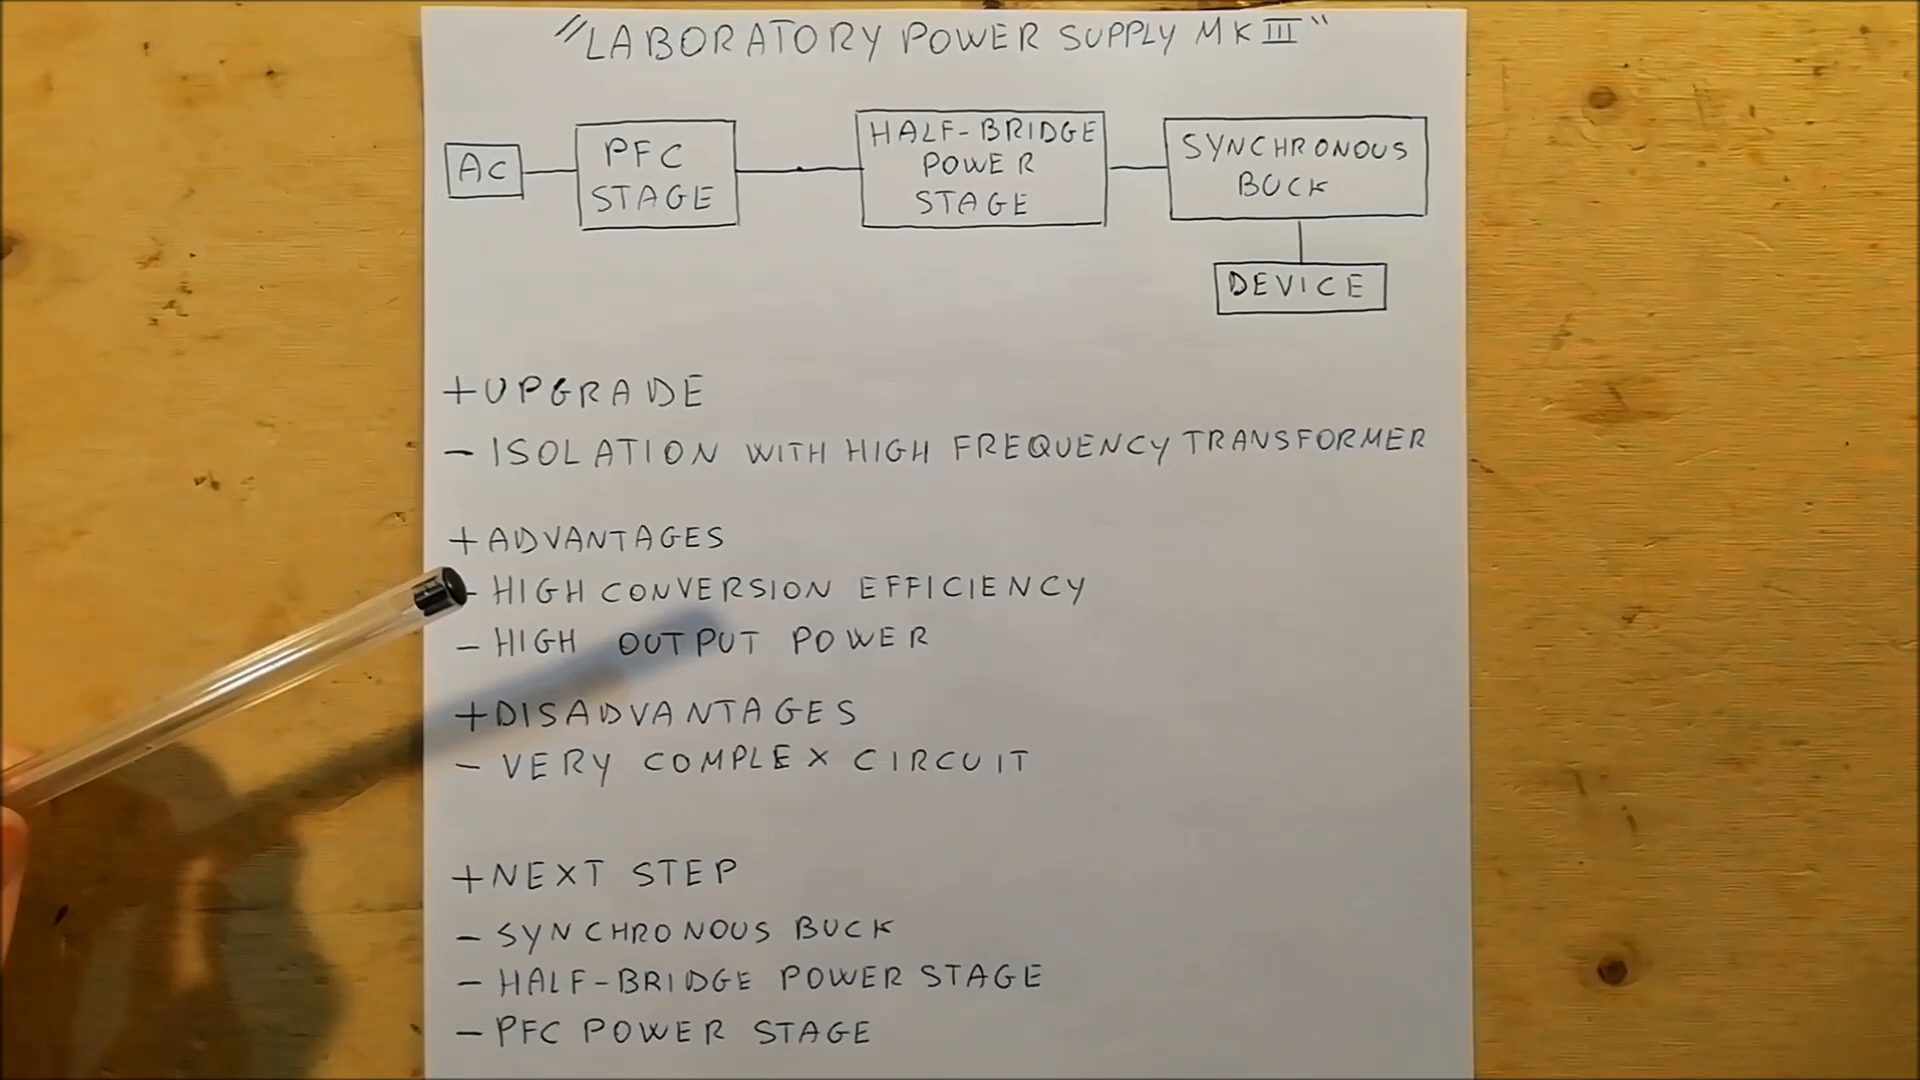 "LABORATORY POWER SUPPLY MK III"
AC
PFC
STAGE
HALF-BRIDGE
POWER
STAGE
SYNCHRONOUS
BUCK
DEVICE
+ UPGRADE
- ISOLATION WITH HIGH FREQUENCY TRANSFORMER
+ ADVANTAGES
- HIGH CONVERSION EFFICIENCY
- HIGH OUTPUT POWER
+ DISADVANTAGES
- VERY COMPLEX CIRCUIT
+ NEXT STEP
- SYNCHRONOUS BUCK
- HALF-BRIDGE POWER STAGE
- PFC POWER STAGE